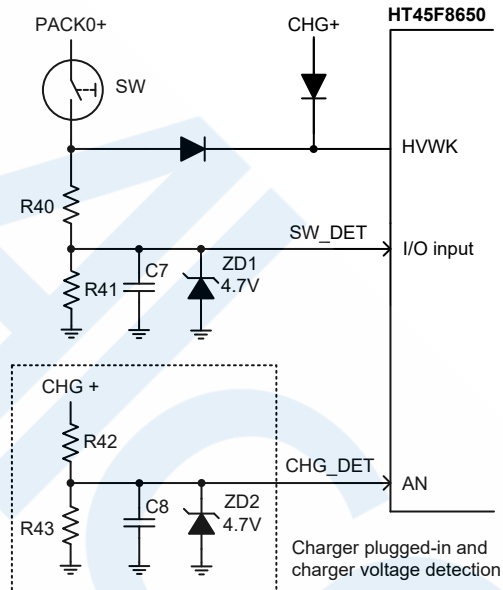 HT45F8650
PACK0+
CHG+
SW
HVWK
R40
SW_DET
I/O input
R41
C7
ZD1
4.7V
CHG +
R42
CHG_DET
AN
R43
C8
ZD2
4.7V
Charger plugged-in and
charger voltage detection